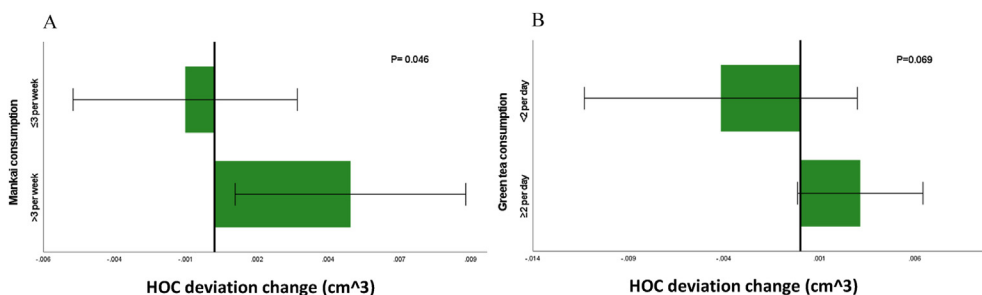 A
Mankai consumption
≤3 per week
>3 per week
P= 0.046
-.006 -.004 -.001 .002 .004 .007 .009
HOC deviation change (cm^3)
B
Green tea consumption
<2 per day
≥2 per day
P=0.069
-.014 -.009 -.004 .001 .006
HOC deviation change (cm^3)